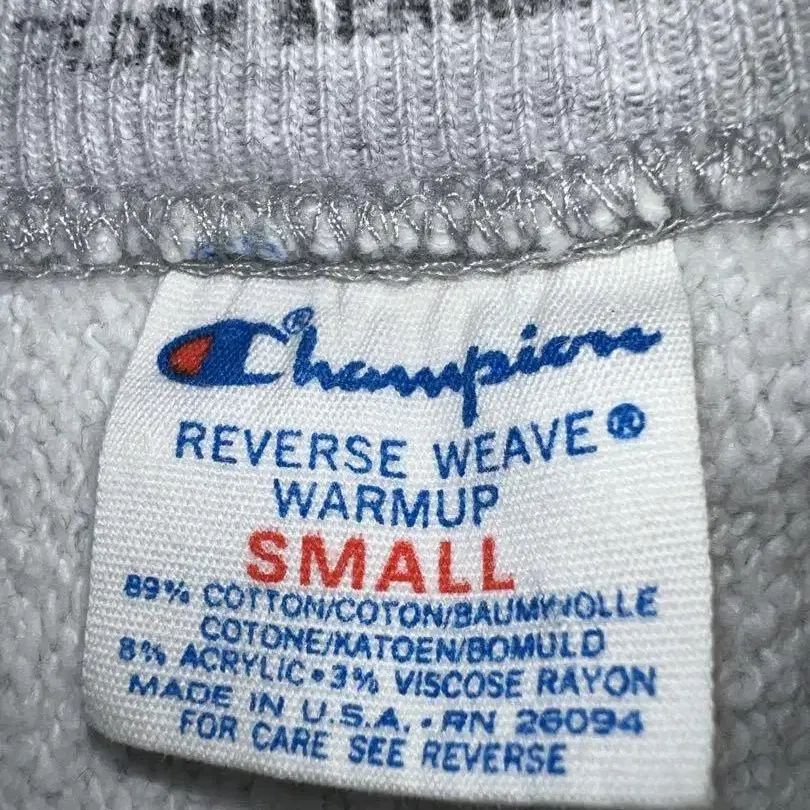 Champion®
REVERSE WEAVE®
WARMUP
SMALL
89% COTTON/COTON/BAUMWOLLE
COTONE/KATOEN/BOMULD
8% ACRYLIC•3% VISCOSE RAYON
MADE IN U.S.A.•RN 26094
FOR CARE SEE REVERSE